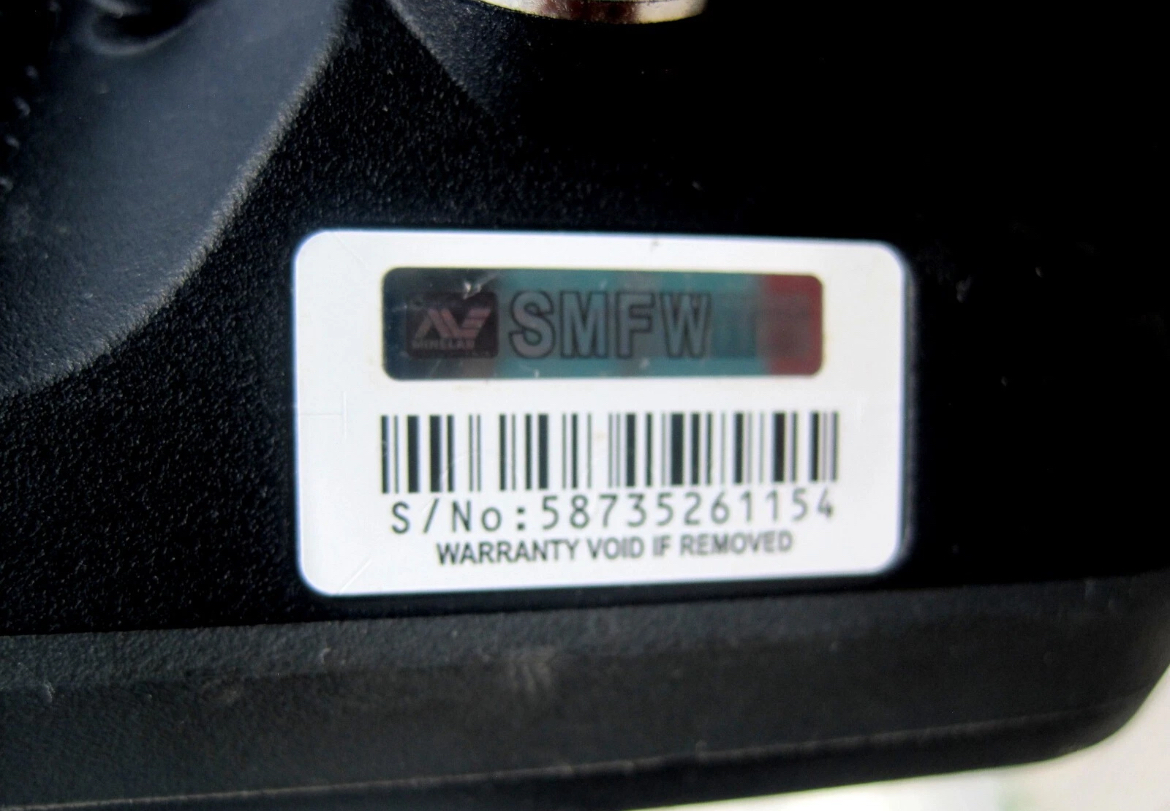 MINELAB
SMFW
S/No:58735261154
WARRANTY VOID IF REMOVED